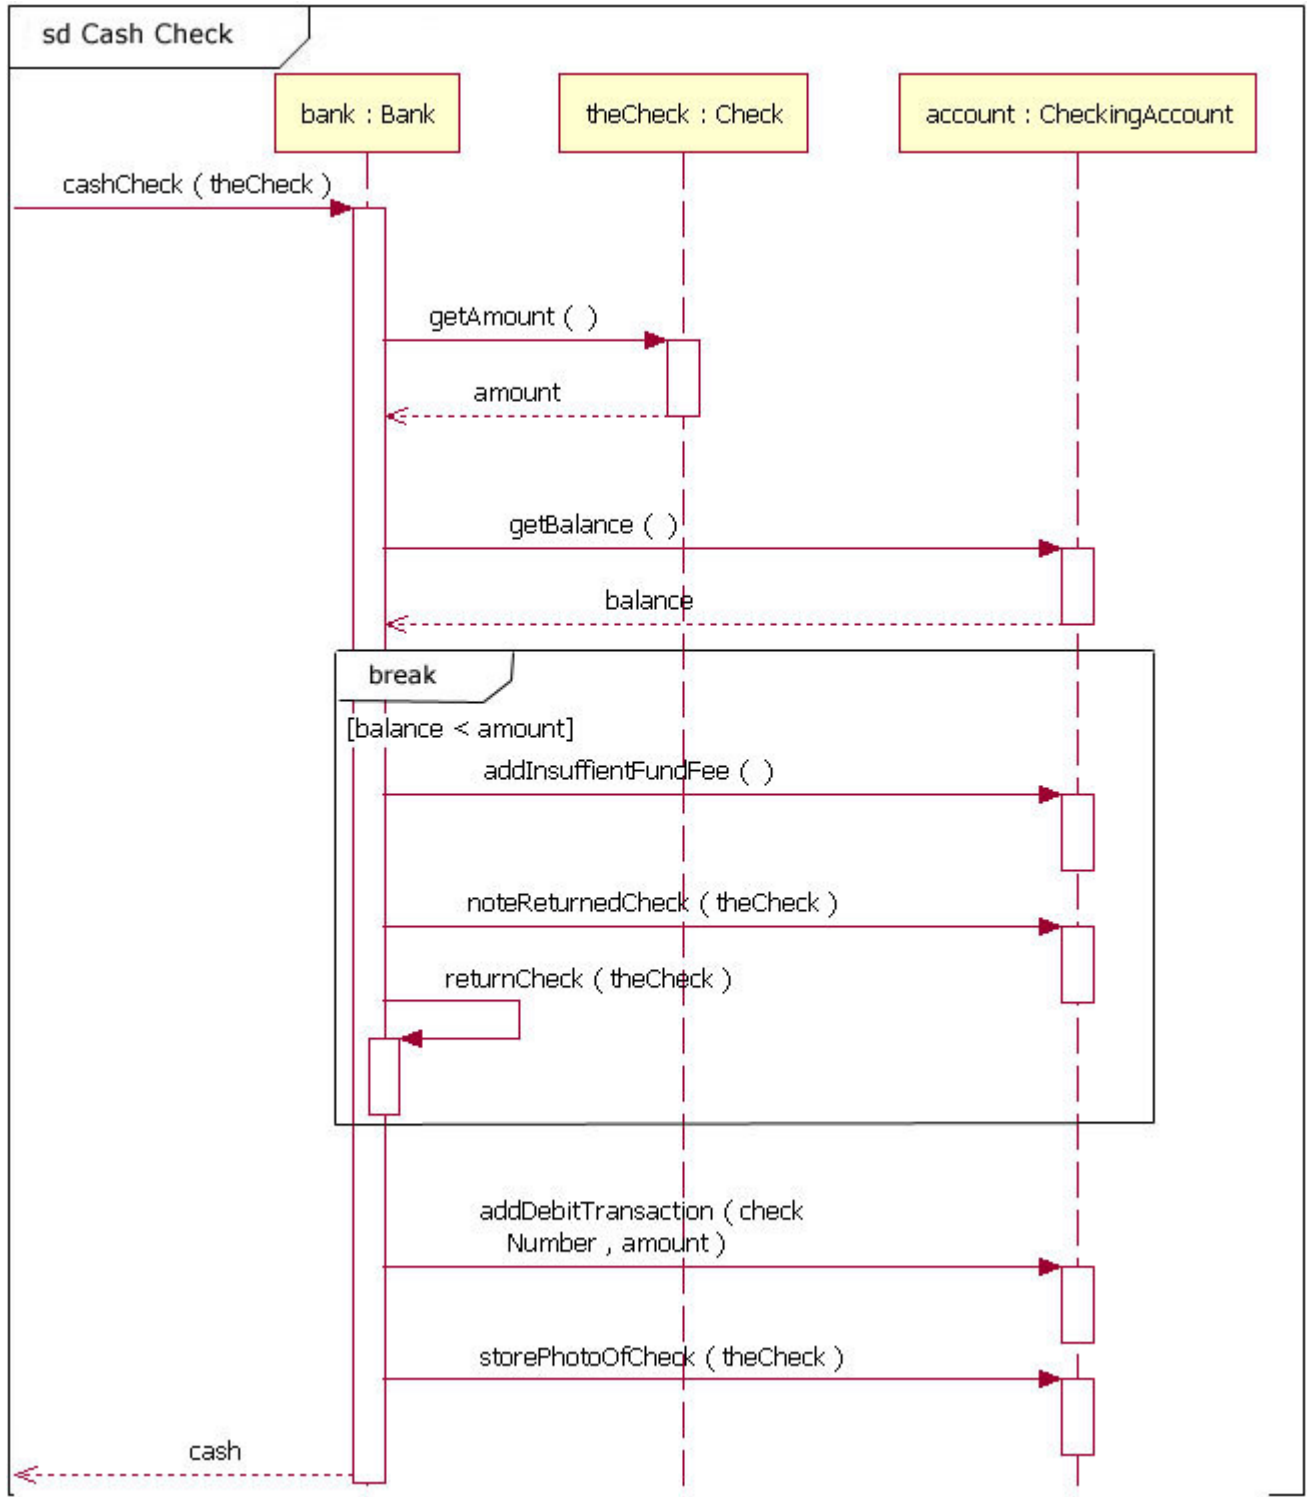 sd Cash Check
bank : Bank
theCheck : Check
account : CheckingAccount
cashCheck ( theCheck )
getAmount (  )
amount
getBalance (  )
balance
break
[balance < amount]
addInsuffientFundFee (  )
noteReturnedCheck ( theCheck )
returnCheck ( theCheck )
addDebitTransaction ( check
Number , amount )
storePhotoOfCheck ( theCheck )
cash